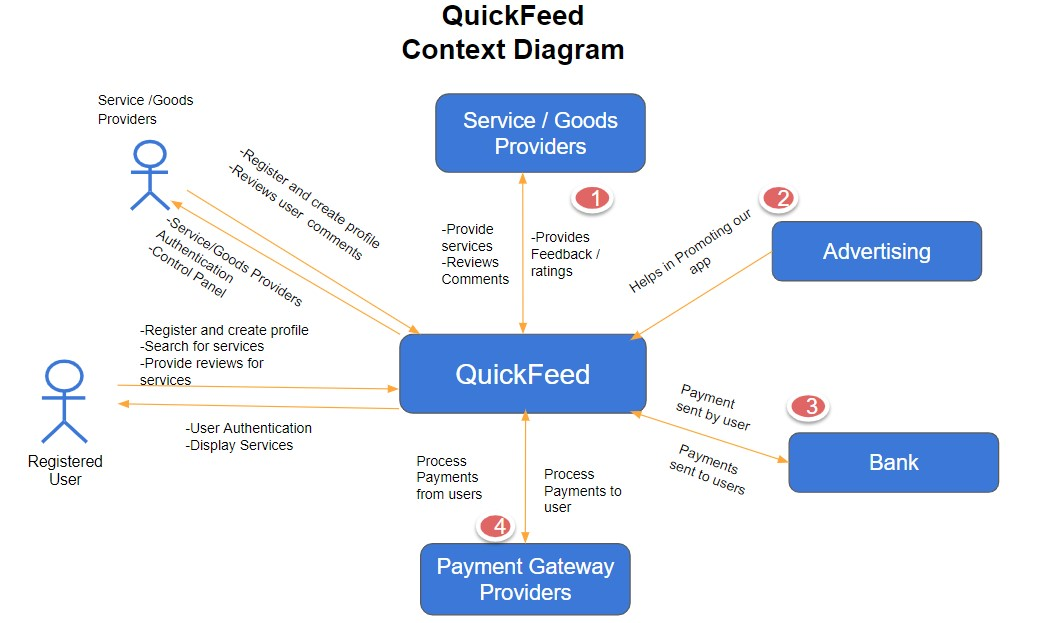 QuickFeed
Context Diagram
Service /Goods
Providers
Service / Goods
Providers
-Register and create profile
-Reviews user comments
-Service/Goods Providers
Authentication
-Control Panel
1
-Provide
services
-Reviews
Comments
-Provides
Feedback /
ratings
2
Helps in Promoting our
app
Advertising
-Register and create profile
-Search for services
-Provide reviews for
services
QuickFeed
-User Authentication
-Display Services
Registered
User
Payment
sent by user
3
Payments
sent to users
Bank
Process
Payments
from users
Process
Payments to
user
4
Payment Gateway
Providers